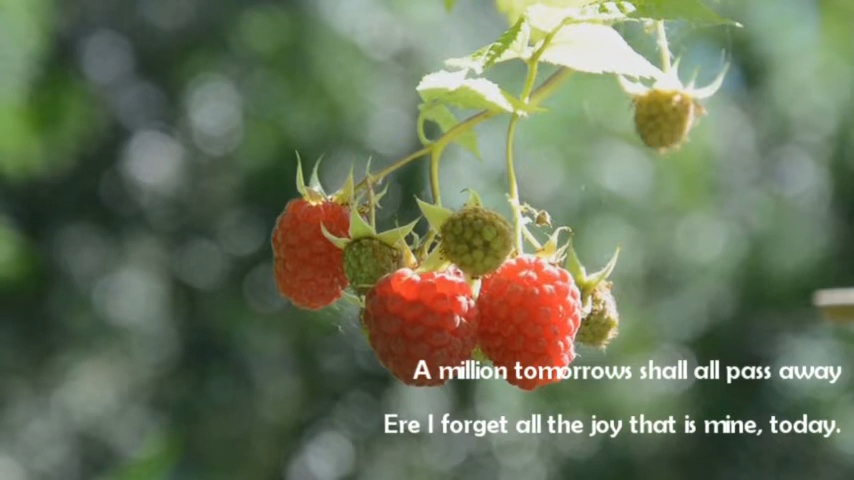 A million tomorrows shall all pass away
Ere I forget all the joy that is mine, today.